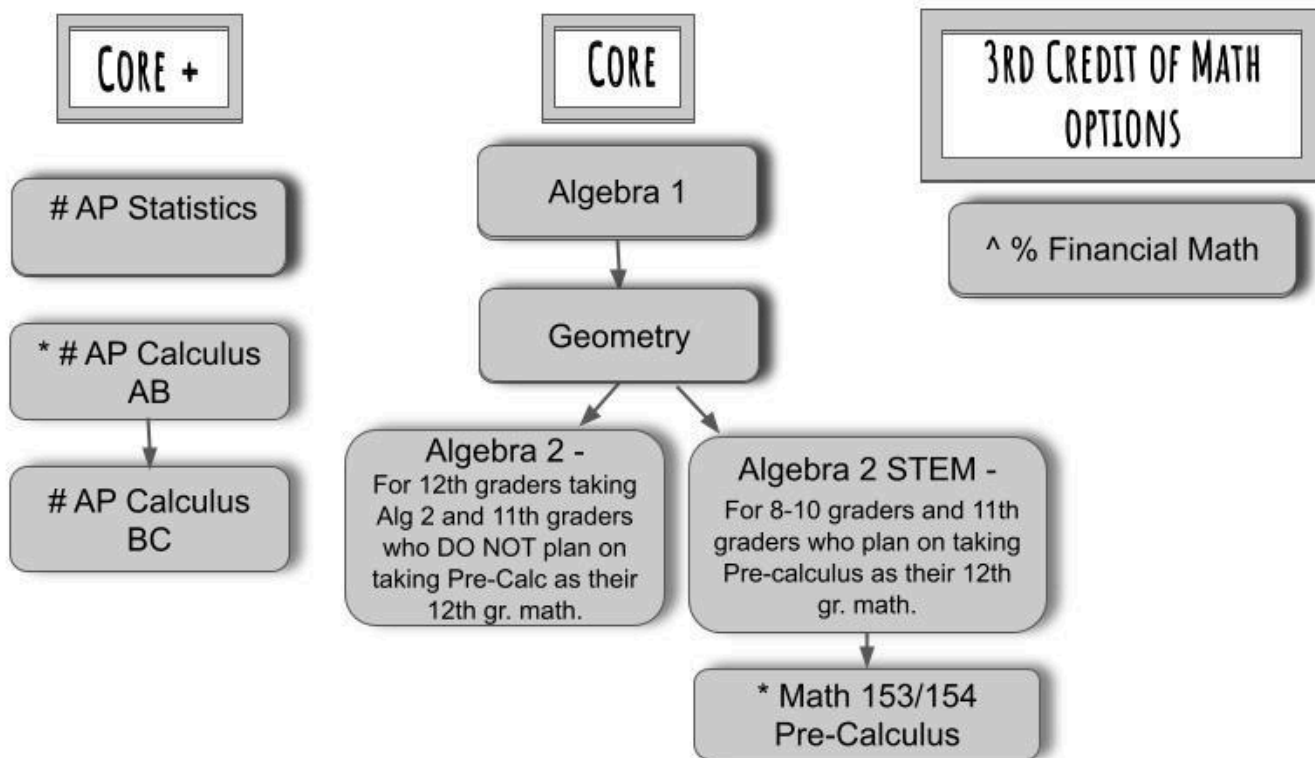 CORE +
# AP Statistics
* # AP Calculus
AB
# AP Calculus
BC
CORE
Algebra 1
Geometry
Algebra 2 -
For 12th graders taking
Alg 2 and 11th graders
who DO NOT plan on
taking Pre-Calc as their
12th gr. math.
Algebra 2 STEM -
For 8-10 graders and 11th
graders who plan on taking
Pre-calculus as their 12th
gr. math.
* Math 153/154
Pre-Calculus
3RD CREDIT OF MATH
OPTIONS
^ % Financial Math